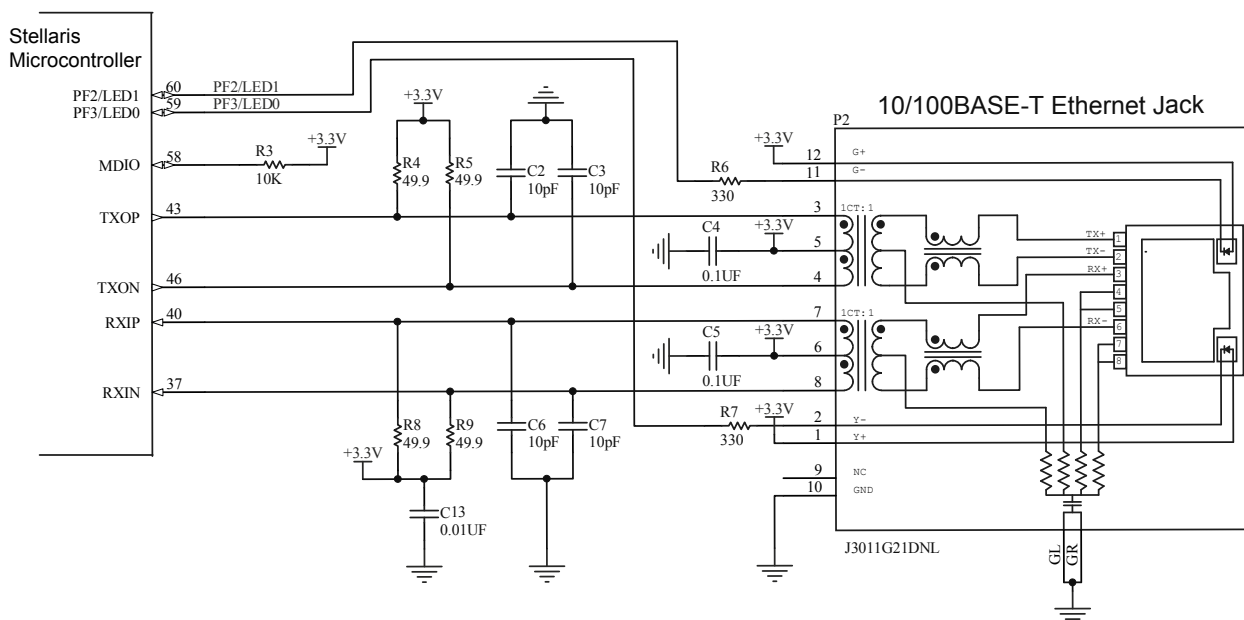 Stellaris
Microcontroller
PF2/LED1
60
PF2/LED1
PF3/LED0
59
PF3/LED0
MDIO
58
R3
10K
+3.3V
+3.3V
R4
49.9
R5
49.9
C2
10pF
C3
10pF
TXOP
43
TXON
46
RXIP
40
RXIN
37
10/100BASE-T Ethernet Jack
P2
+3.3V
12
G+
11
G-
R6
330
3
1CT:1
C4
+3.3V
5
0.1UF
4
7
1CT:1
C5
+3.3V
6
0.1UF
8
TX+
1
TX-
2
RX+
3
4
5
RX-
6
7
8
R7
330
+3.3V
2
Y-
1
Y+
9
NC
10
GND
R8
49.9
R9
49.9
C6
10pF
C7
10pF
+3.3V
C13
0.01UF
J3011G21DNL
GL
GR